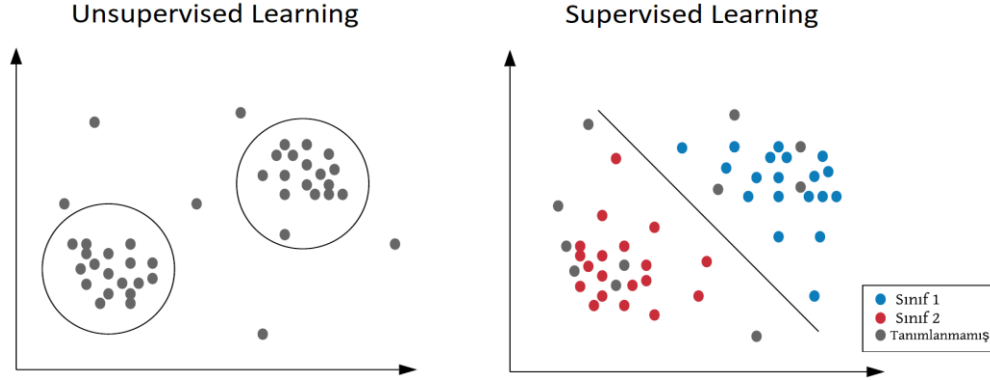 Unsupervised Learning
Supervised Learning
Sınıf 1
Sınıf 2
Tanımlanmamış